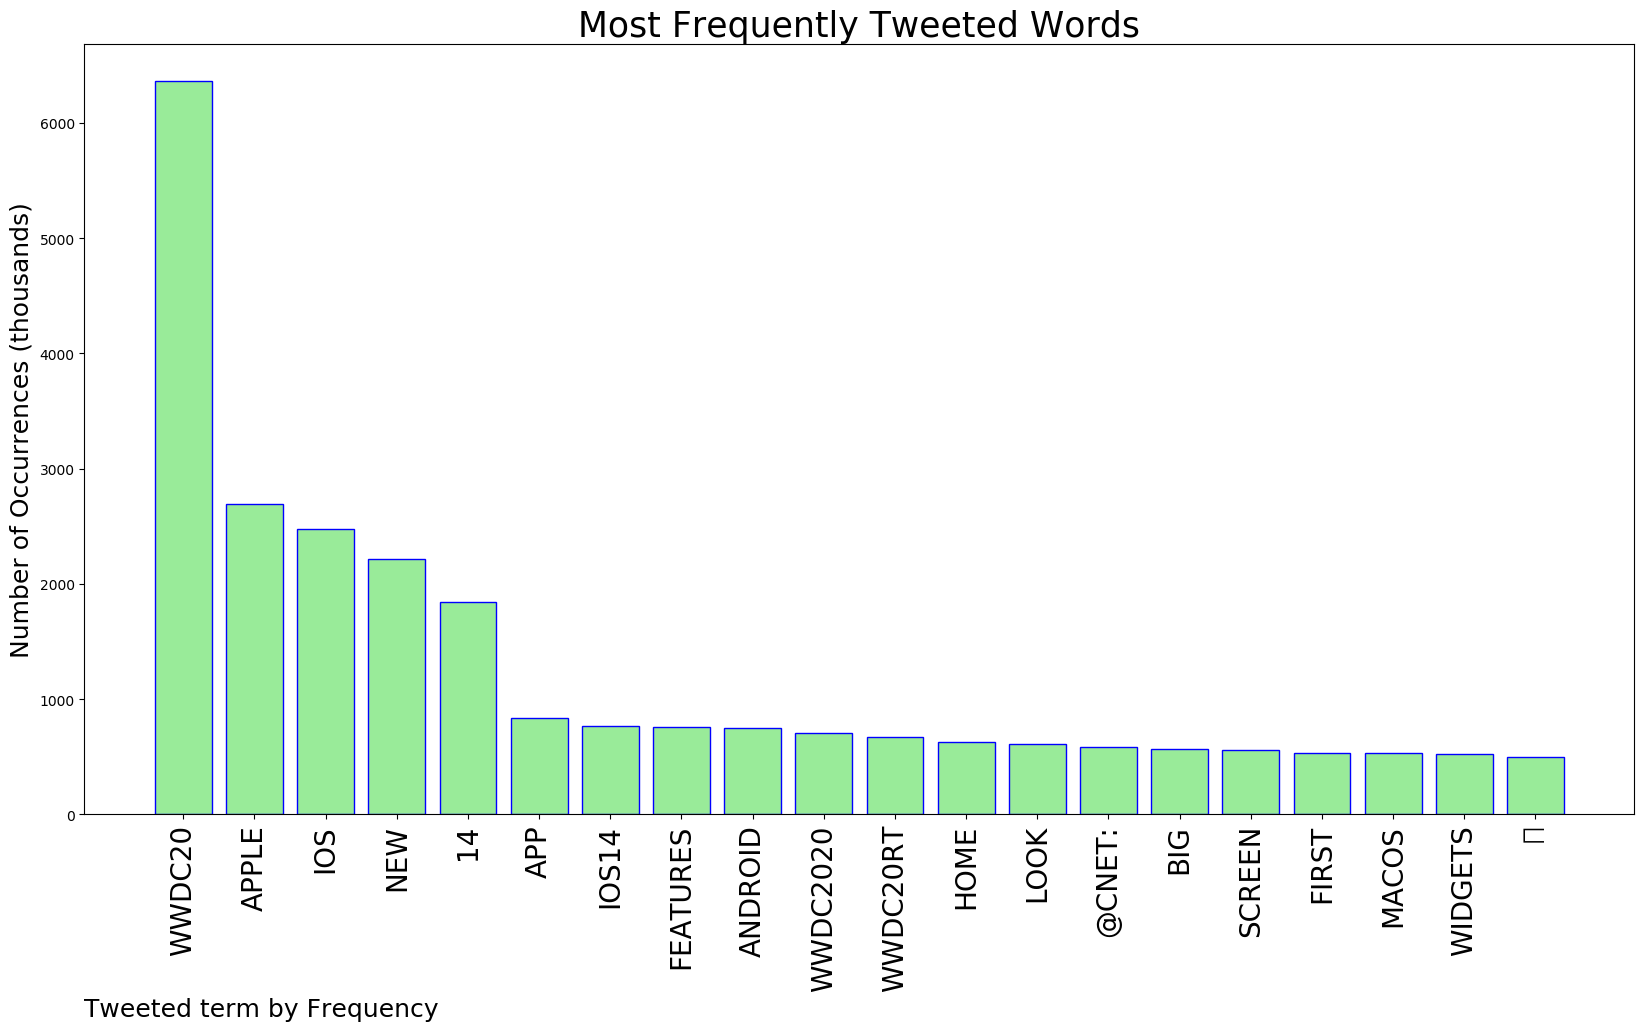 Most Frequently Tweeted Words
Number of Occurrences (thousands)
6000
5000
4000
3000
2000
1000
0
WWDC20
APPLE
IOS
NEW
14
APP
IOS14
FEATURES
ANDROID
WWDC2020
WWDC20RT
HOME
LOOK
@CNET:
BIG
SCREEN
FIRST
MACOS
WIDGETS
Tweeted term by Frequency